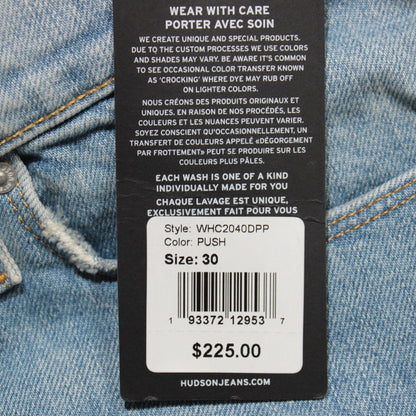 WEAR WITH CARE
PORTER AVEC SOIN
WE CREATE UNIQUE AND SPECIAL PRODUCTS.
DUE TO THE CUSTOM PROCESSES WE USE COLORS
AND SHADES MAY VARY. BE AWARE IT'S COMMON
TO SEE OCCASIONAL COLOR TRANSFER KNOWN
AS 'CROCKING' WHERE DYE MAY RUB OFF
ON LIGHTER COLORS.
NOUS CRÉONS DES PRODUITS ORIGINAUX ET
UNIQUES. EN RAISON DE NOS PROCÉDÉS, LES
COULEURS ET LES NUANCES PEUVENT VARIER.
SOYEZ CONSCIENT QU'OCCASIONNELLEMENT, UN
TRANSFERT DE COULEURS APPELÉ «DÉGORGEMENT
PAR FROTTEMENT» PEUT SE PRODUIRE SUR LES
COULEURS PLUS PÂLES.
EACH WASH IS ONE OF A KIND
INDIVIDUALLY MADE FOR YOU
CHAQUE LAVAGE EST UNIQUE,
EXCLUSIVEMENT FAIT POUR VOUS
Style: WHC2040DPP
Color: PUSH
Size: 30
1 93372 12953 7
$225.00
HUDSONJEANS.COM